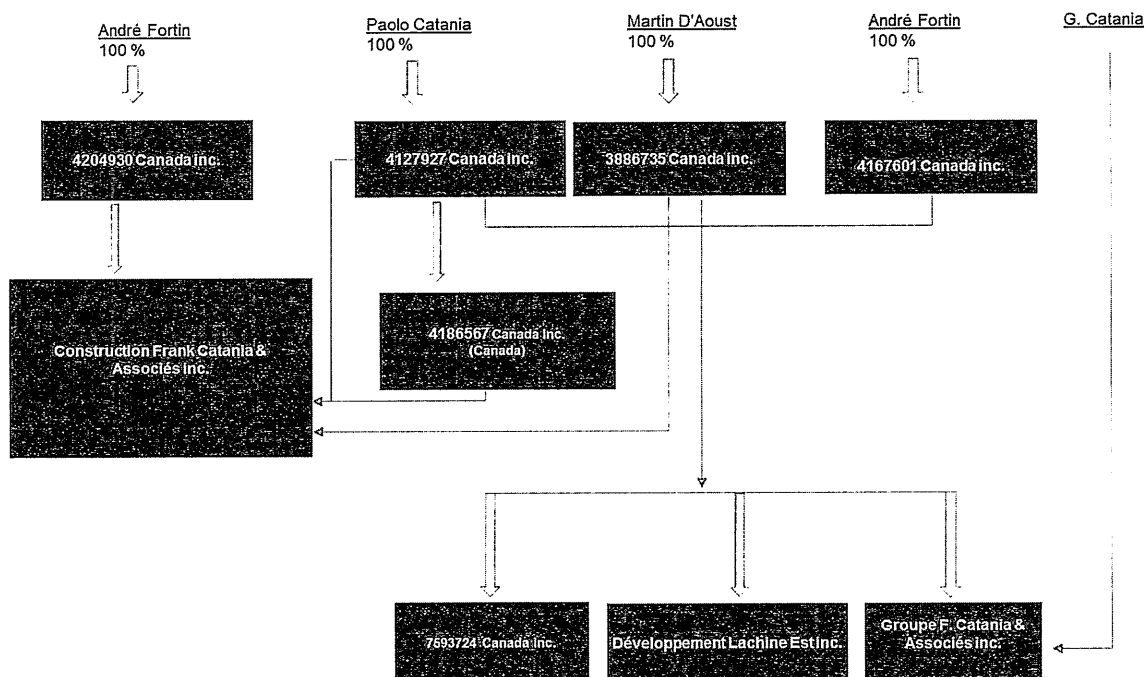 André Fortin
100 %
Paolo Catania
100 %
Martin D'Aoust
100 %
André Fortin
100 %
G. Catania
4204930 Canada inc.
4127927 Canada inc.
3886735 Canada inc.
4167601 Canada inc.
Construction Frank Catania &
Associés inc.
4186567 Canada inc.
(Canada)
7593724 Canada inc.
Développement Lachine Est Inc.
Groupe F. Catania &
Associés inc.